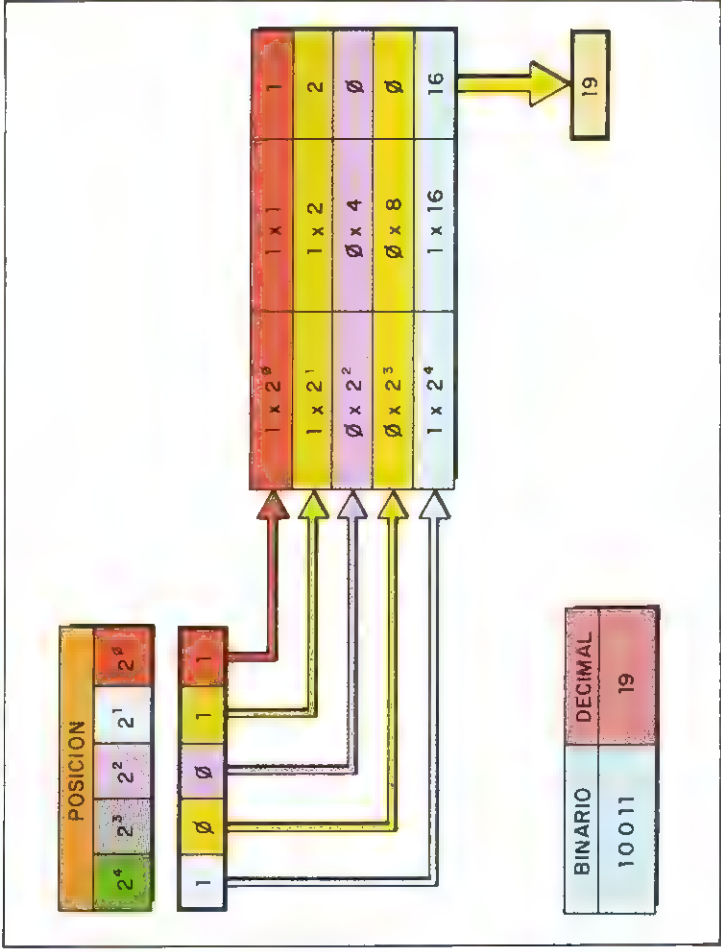 POSICION
2⁴ 2³ 2² 2¹ 2⁰
1 Ø Ø 1 1
1 x 2⁰ 1 x 1 1
1 x 2¹ 1 x 2 2
Ø x 2² Ø x 4 Ø
Ø x 2³ Ø x 8 Ø
1 x 2⁴ 1 x 16 16
19
BINARIO DECIMAL
10011 19